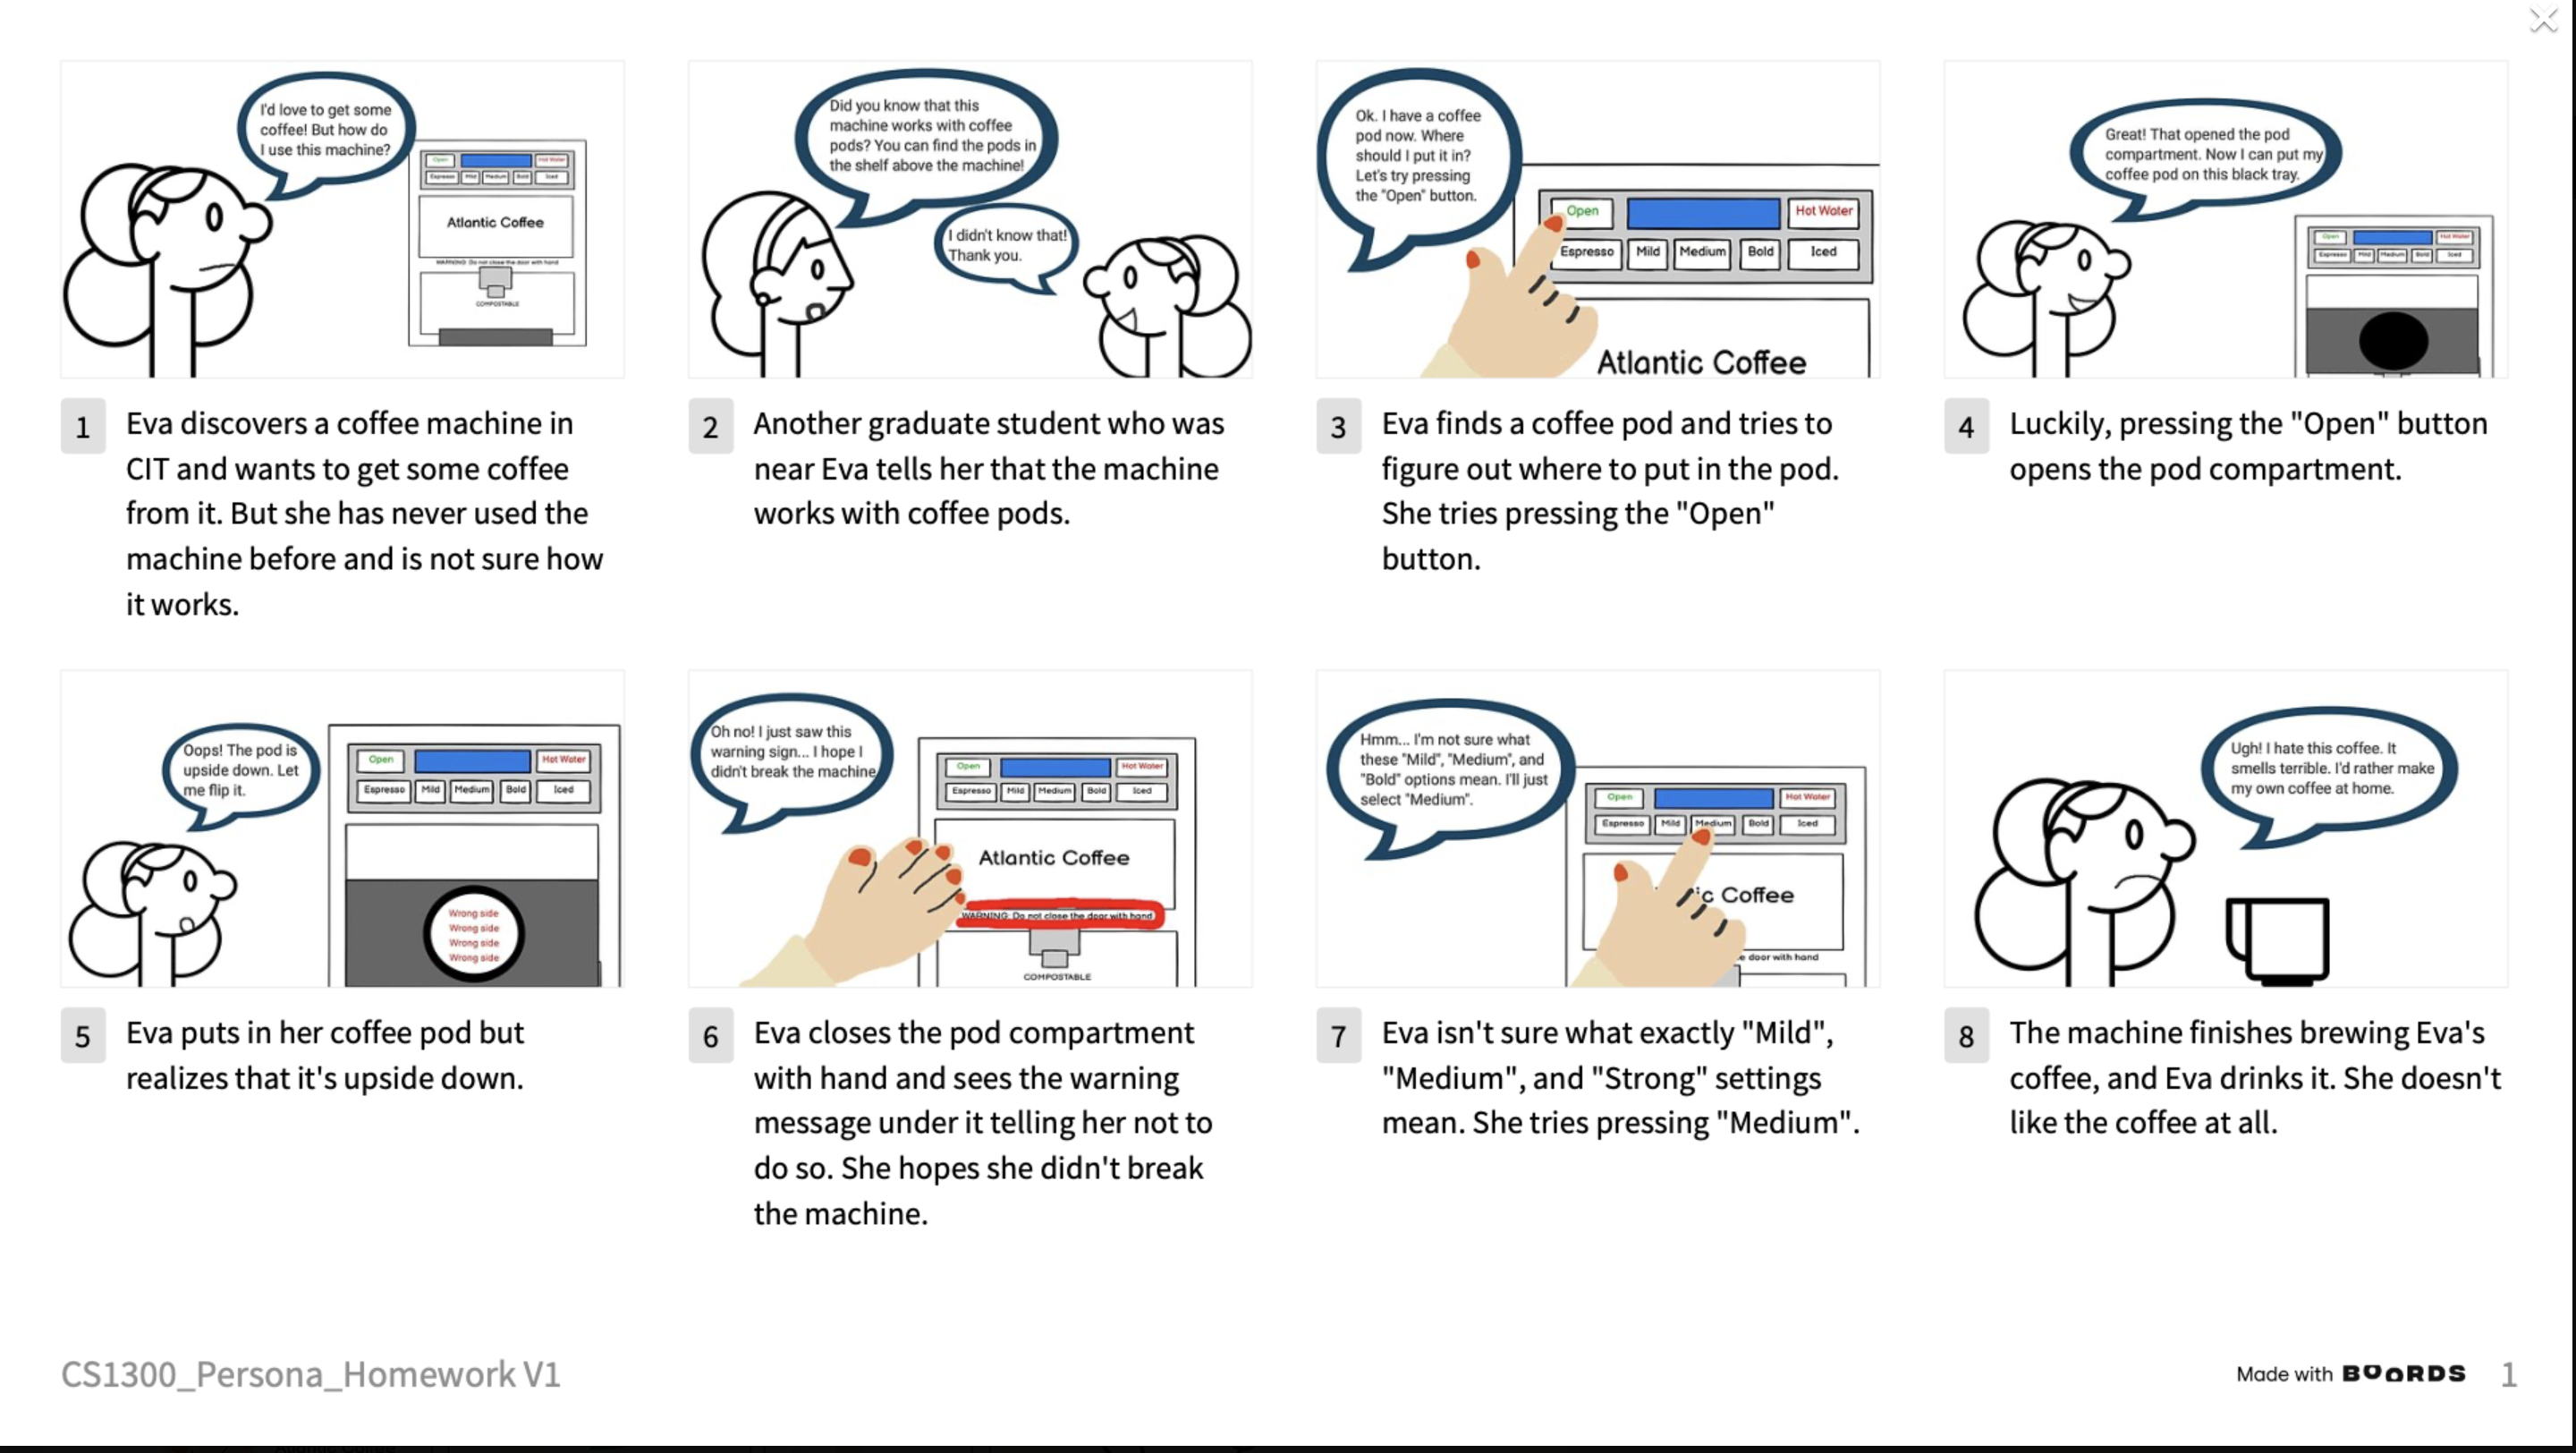 I'd love to get some
coffee! But how do
I use this machine?
Open
Hot Water
Espresso Mild Medium Bold Iced
Atlantic Coffee
WARNING: Do not close the door with hand
COMPOSTABLE
1
Eva discovers a coffee machine in
CIT and wants to get some coffee
from it. But she has never used the
machine before and is not sure how
it works.
Did you know that this
machine works with coffee
pods? You can find the pods in
the shelf above the machine!
I didn't know that!
Thank you.
2
Another graduate student who was
near Eva tells her that the machine
works with coffee pods.
Ok. I have a coffee
pod now. Where
should I put it in?
Let's try pressing
the "Open" button.
Open
Hot Water
Espresso Mild Medium Bold Iced
Atlantic Coffee
3
Eva finds a coffee pod and tries to
figure out where to put in the pod.
She tries pressing the "Open"
button.
Great! That opened the pod
compartment. Now I can put my
coffee pod on this black tray.
Open
Hot Water
Espresso Mild Medium Bold Iced
4
Luckily, pressing the "Open" button
opens the pod compartment.
Oops! The pod is
upside down. Let
me flip it.
Open
Hot Water
Espresso Mild Medium Bold Iced
Wrong side
Wrong side
Wrong side
Wrong side
5
Eva puts in her coffee pod but
realizes that it's upside down.
Oh no! I just saw this
warning sign... I hope I
didn't break the machine
Open
Hot Water
Espresso Mild Medium Bold Iced
Atlantic Coffee
WARNING: Do not close the door with hand
COMPOSTABLE
6
Eva closes the pod compartment
with hand and sees the warning
message under it telling her not to
do so. She hopes she didn't break
the machine.
Hmm... I'm not sure what
these "Mild", "Medium", and
"Bold" options mean. I'll just
select "Medium".
Open
Hot Water
Espresso Mild Medium Bold Iced
ic Coffee
e door with hand
7
Eva isn't sure what exactly "Mild",
"Medium", and "Strong" settings
mean. She tries pressing "Medium".
Ugh! I hate this coffee. It
smells terrible. I'd rather make
my own coffee at home.
8
The machine finishes brewing Eva's
coffee, and Eva drinks it. She doesn't
like the coffee at all.
CS1300_Persona_Homework V1
Made with BOORDS
1